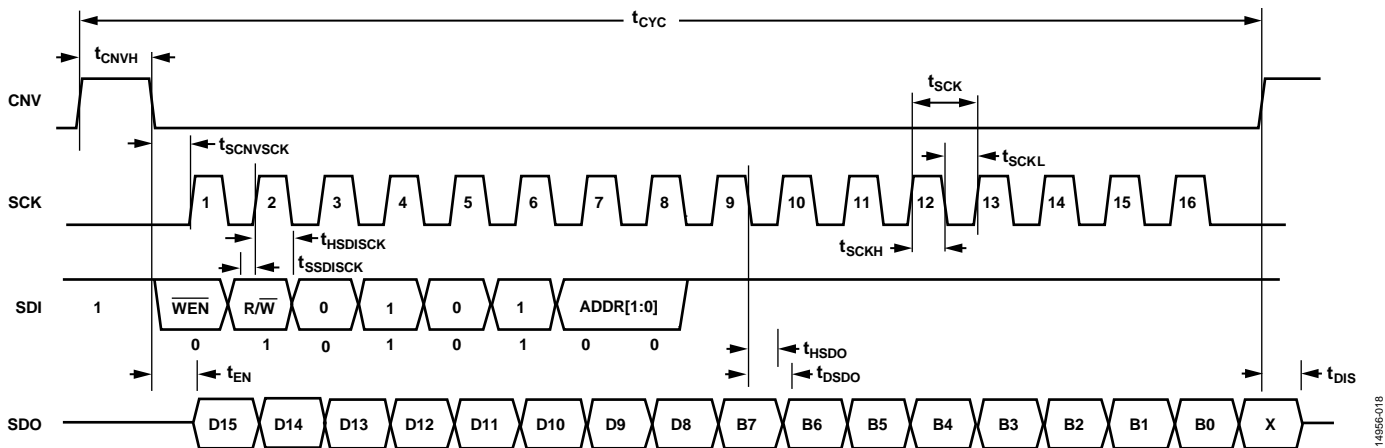 tCYC
tCNVH
CNV
tSCK
tSCNVSCK
tSCKL
SCK
1 2 3 4 5 6 7 8 9 10 11 12 13 14 15 16
tHSDISCK
tSCKH
tSSDISCK
SDI 1 WEN R/W 0 1 0 1 ADDR[1:0]
0 1 0 1 0 1 0 0
tHSDO
tEN
tDSDO
tDIS
SDO D15 D14 D13 D12 D11 D10 D9 D8 B7 B6 B5 B4 B3 B2 B1 B0 X
14956-018